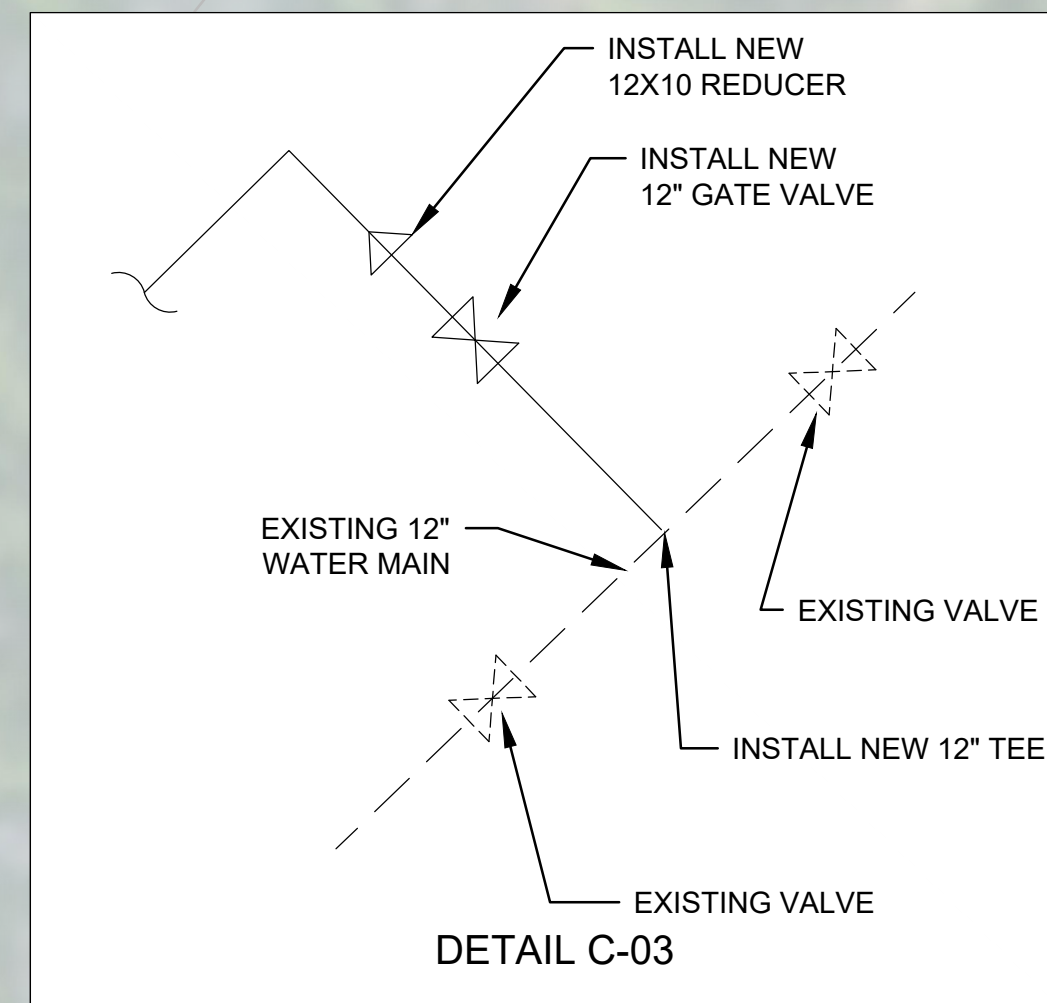 INSTALL NEW
12X10 REDUCER
INSTALL NEW
12" GATE VALVE
EXISTING 12"
WATER MAIN
EXISTING VALVE
INSTALL NEW 12" TEE
EXISTING VALVE
DETAIL C-03